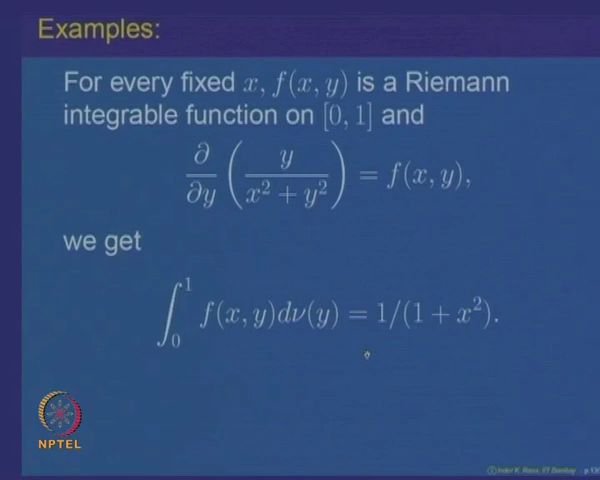 Examples:
For every fixed x, f(x, y) is a Riemann
integrable function on [0, 1] and
∂/∂y (y/(x² + y²)) = f(x, y),
we get
∫₀¹ f(x, y)dν(y) = 1/(1 + x²).
NPTEL